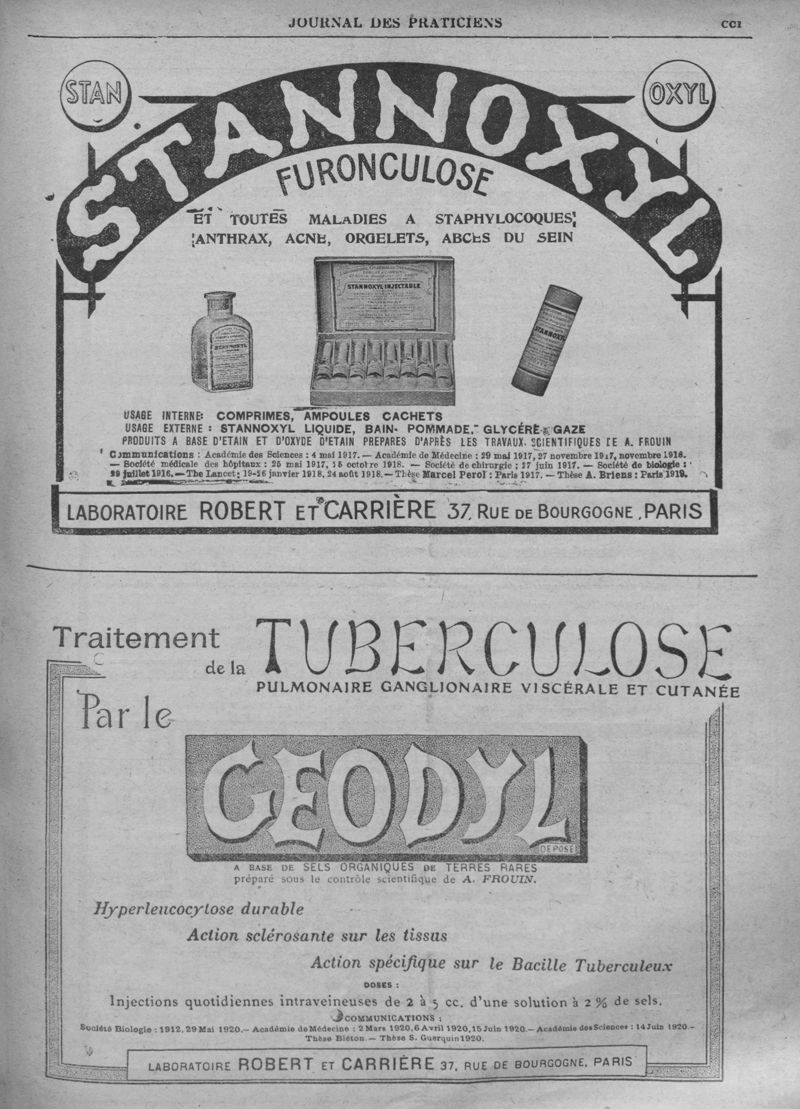 JOURNAL DES PRATICIENS
CCI
STAN
OXYL
STANNOXYL
FURONCULOSE
ET TOUTES MALADIES A STAPHYLOCOQUES
ANTHRAX, ACNE, ORGELETS, ABCES DU SEIN
STANNOXYL INJECTABLE
STANNOXYL
USAGE INTERNE: COMPRIMES, AMPOULES CACHETS
USAGE EXTERNE : STANNOXYL LIQUIDE, BAIN- POMMADE,- GLYCÉRÉ- GAZE
PRODUITS A BASE D'ETAIN ET D'OXYDE D'ETAIN PREPARES D'APRÈS LES TRAVAUX. SCIENTIFIQUES DE A. FROUIN
Communications : Académie des Sciences : 4 mai 1917. — Académie de Médecine : 29 mai 1917, 27 novembre 1917, novembre 1918.
— Société médicale des hôpitaux : 25 mai 1917, 15 octobre 1918. — Société de chirurgie : 17 juin 1917. — Société de biologie :
29 juillet 1916. — The Lancet; 19-26 janvier 1918, 24 août 1918. — Thèse Marcel Perol : Paris 1917. — Thèse A. Briens : Paris 1919.
LABORATOIRE ROBERT ET CARRIÈRE 37, RUE DE BOURGOGNE, PARIS
Traitement
de la TUBERCULOSE
PULMONAIRE GANGLIONAIRE VISCÉRALE ET CUTANÉE
Par le
GEODYL
DEPOSE
A BASE DE SELS ORGANIQUES DE TERRES RARES
préparé sous le contrôle scientifique de A. FROUIN.
Hyperleucocytose durable
Action sclérosante sur les tissus
Action spécifique sur le Bacille Tuberculeux
DOSES :
Injections quotidiennes intraveineuses de 2 à 5 cc. d'une solution à 2 % de sels.
COMMUNICATIONS :
Société Biologie : 1912, 29 Mai 1920. — Académie de Médecine : 2 Mars 1920, 6 Avril 1920, 15 Juin 1920. — Académie des Sciences : 14 Juin 1920. —
Thèse Biéton. — Thèse S. Guerquin 1920.
LABORATOIRE ROBERT ET CARRIÈRE 37, RUE DE BOURGOGNE, PARIS